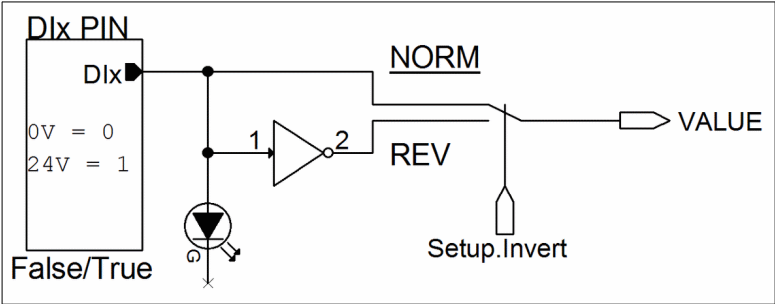 DIx PIN
NORM
DIx
0V = 0
1
2
VALUE
24V = 1
REV
G
Setup.Invert
False/True